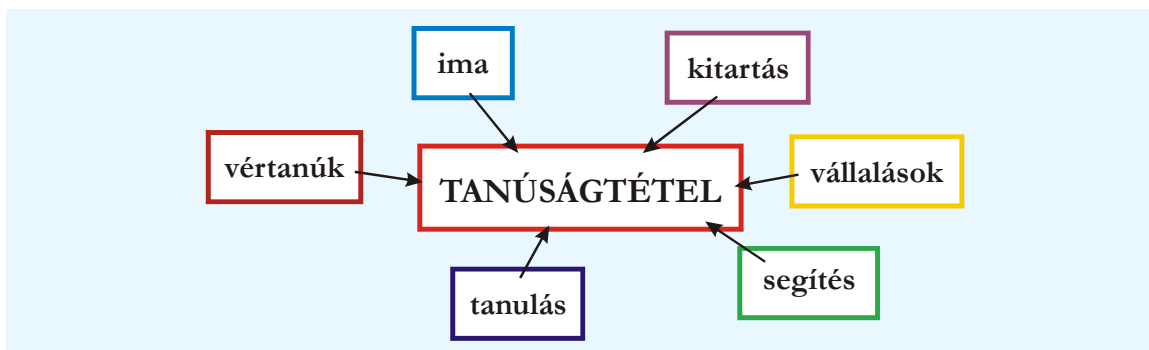 ima
kitartás
vértanúk
TANÚSÁGTÉTEL
vállalások
tanulás
segítés